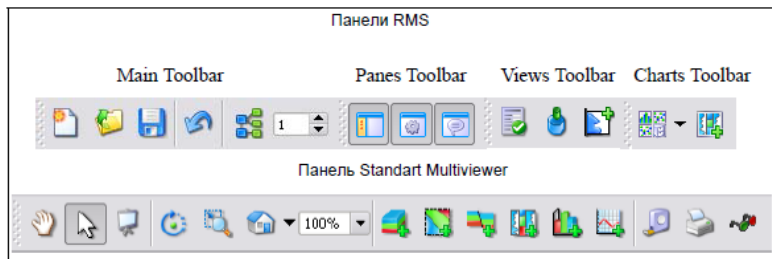 Панели RMS
Main Toolbar Panes Toolbar Views Toolbar Charts Toolbar
1
Панель Standart Multiviewer
100%